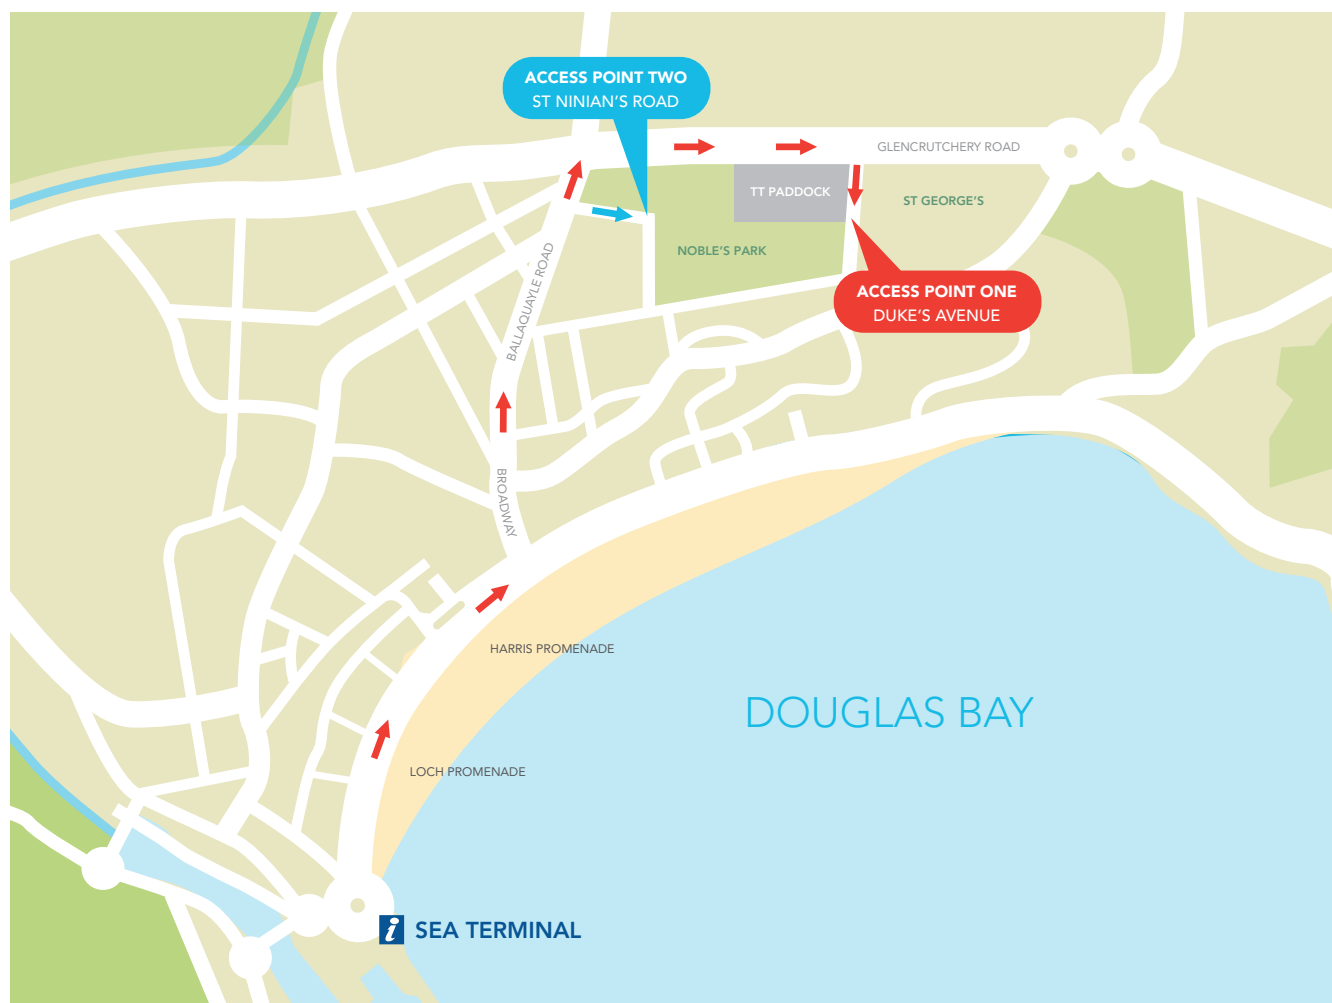 ACCESS POINT TWO
ST NINIAN'S ROAD
GLENCRUTCHERY ROAD
TT PADDOCK
ST GEORGE'S
NOBLE'S PARK
ACCESS POINT ONE
DUKE'S AVENUE
BALLAQUAYLE ROAD
BROADWAY
HARRIS PROMENADE
DOUGLAS BAY
LOCH PROMENADE
i SEA TERMINAL